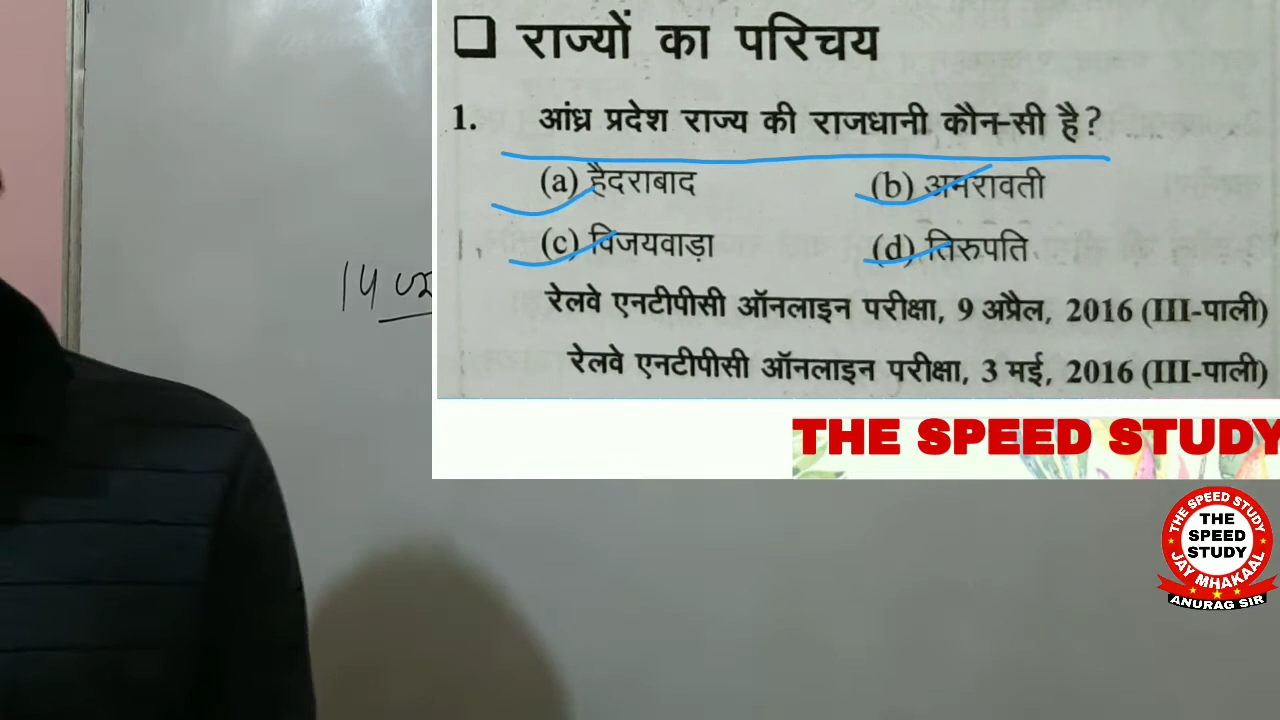 ❑ राज्यों का परिचय
1. आंध्र प्रदेश राज्य की राजधानी कौन-सी है?
(a) हैदराबाद (b) अमरावती
(c) विजयवाड़ा (d) तिरुपति
रेलवे एनटीपीसी ऑनलाइन परीक्षा, 9 अप्रैल, 2016 (III-पाली)
रेलवे एनटीपीसी ऑनलाइन परीक्षा, 3 मई, 2016 (III-पाली)
14
THE SPEED STUDY
THE SPEED STUDY
THE
SPEED
STUDY
JAY MHAKAAL
ANURAG SIR